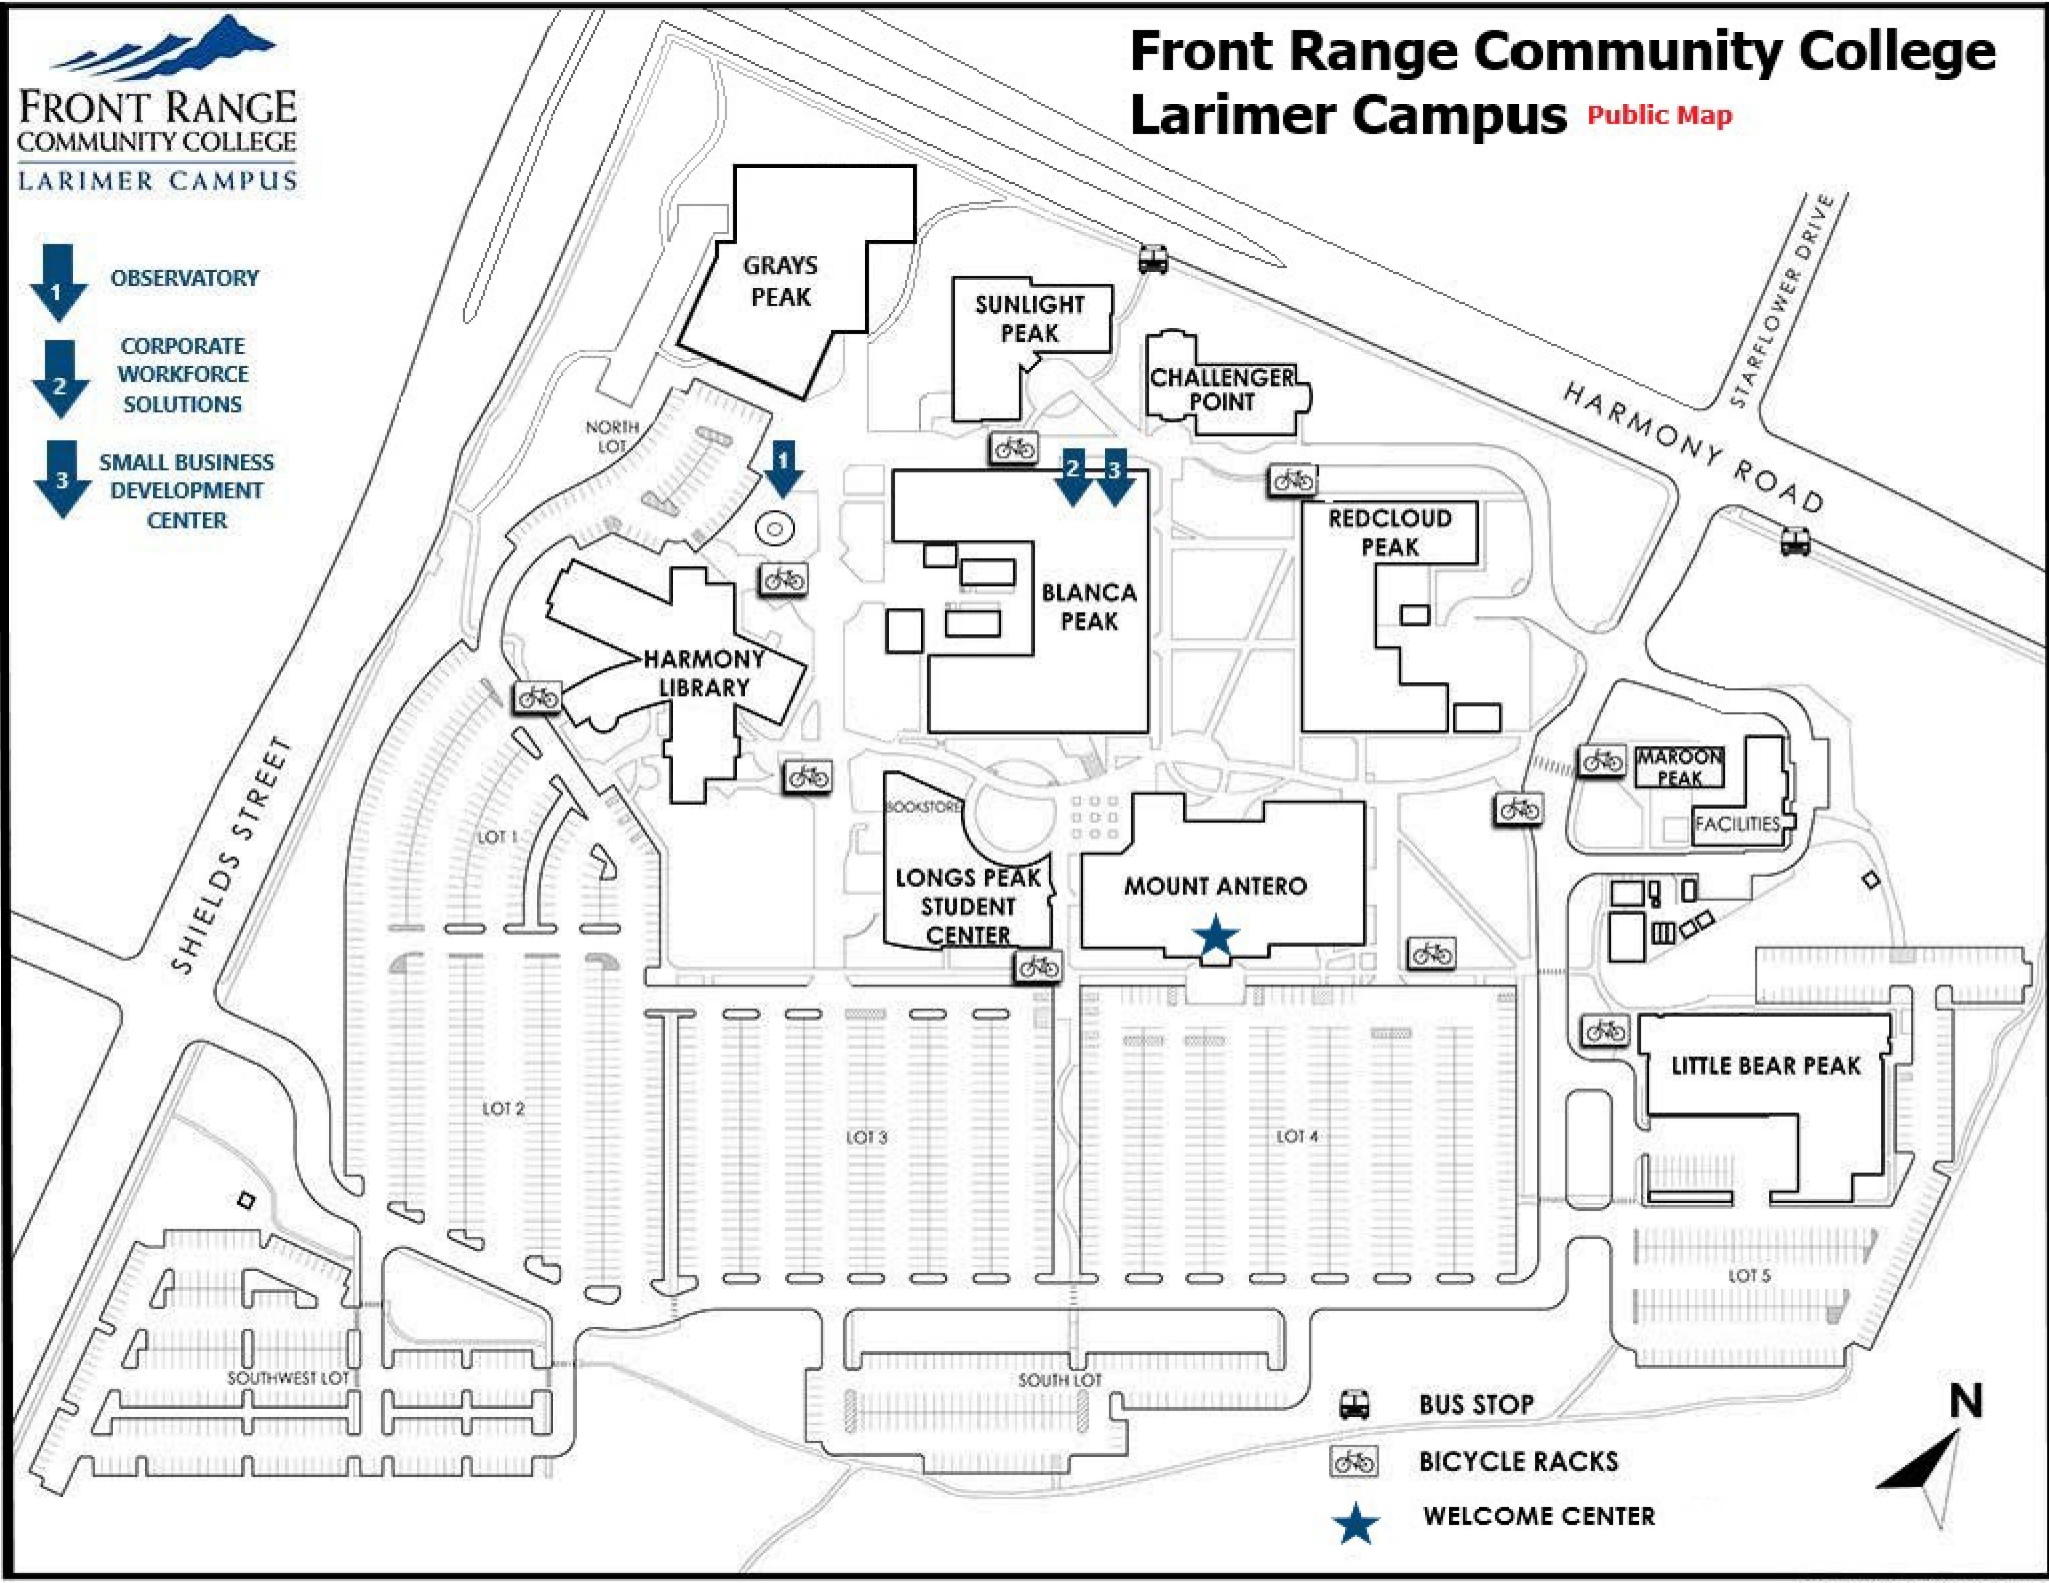 Front Range Community College
Larimer Campus Public Map
FRONT RANGE
COMMUNITY COLLEGE
LARIMER CAMPUS
1 OBSERVATORY
2 CORPORATE
WORKFORCE
SOLUTIONS
3 SMALL BUSINESS
DEVELOPMENT
CENTER
STARFLOWER DRIVE
HARMONY ROAD
SHIELDS STREET
GRAYS
PEAK
SUNLIGHT
PEAK
CHALLENGER
POINT
NORTH
LOT
1
2
3
REDCLOUD
PEAK
BLANCA
PEAK
HARMONY
LIBRARY
MAROON
PEAK
FACILITIES
BOOKSTORE
LOT 1
LONGS PEAK
STUDENT
CENTER
MOUNT ANTERO
LITTLE BEAR PEAK
LOT 2
LOT 3
LOT 4
LOT 5
SOUTHWEST LOT
SOUTH LOT
N
BUS STOP
BICYCLE RACKS
WELCOME CENTER